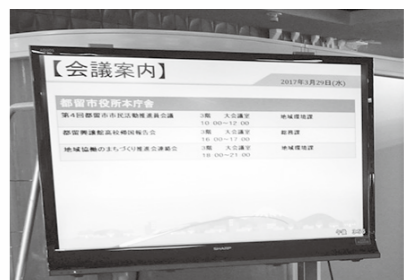 【会議案内】
2017年3月29日(水)
都留市役所本庁舎
第4回都留市市民活動推進委員会議 3階 大会議室 地域環境課
10:00~12:00
都留興譲館高校帰国報告会 3階 大会議室 総務課
16:00~17:00
地域協働のまちづくり推進会連絡会 3階 大会議室 地域環境課
18:00~21:00
SHARP